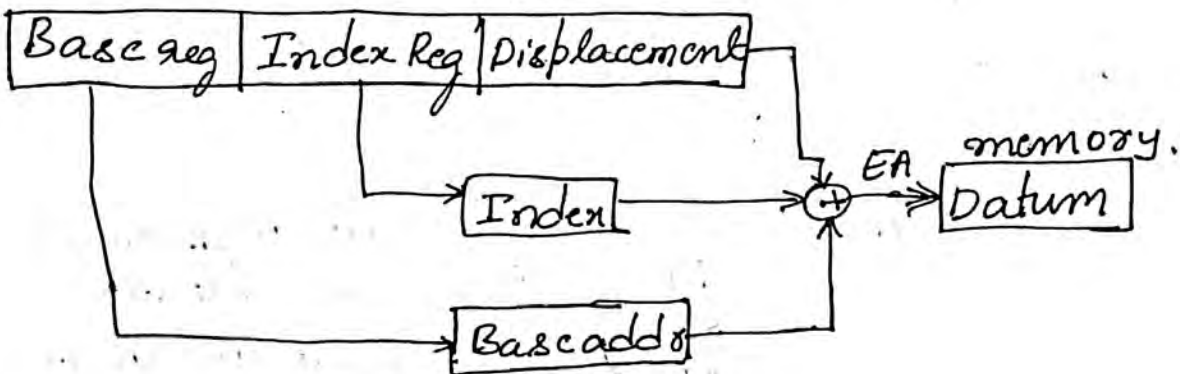 Base reg Index Reg Displacement
memory.
EA
Datum
+
Index
Baseaddr